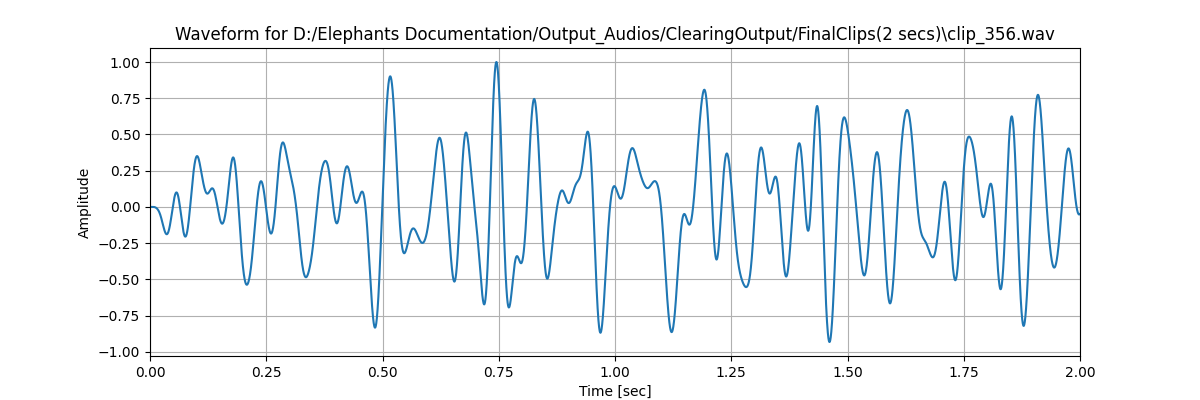 Waveform for D:/Elephants Documentation/Output_Audios/ClearingOutput/FinalClips(2 secs)\clip_356.wav
1.00
0.75
0.50
0.25
0.00
−0.25
−0.50
−0.75
−1.00
Amplitude
0.00 0.25 0.50 0.75 1.00 1.25 1.50 1.75 2.00
Time [sec]